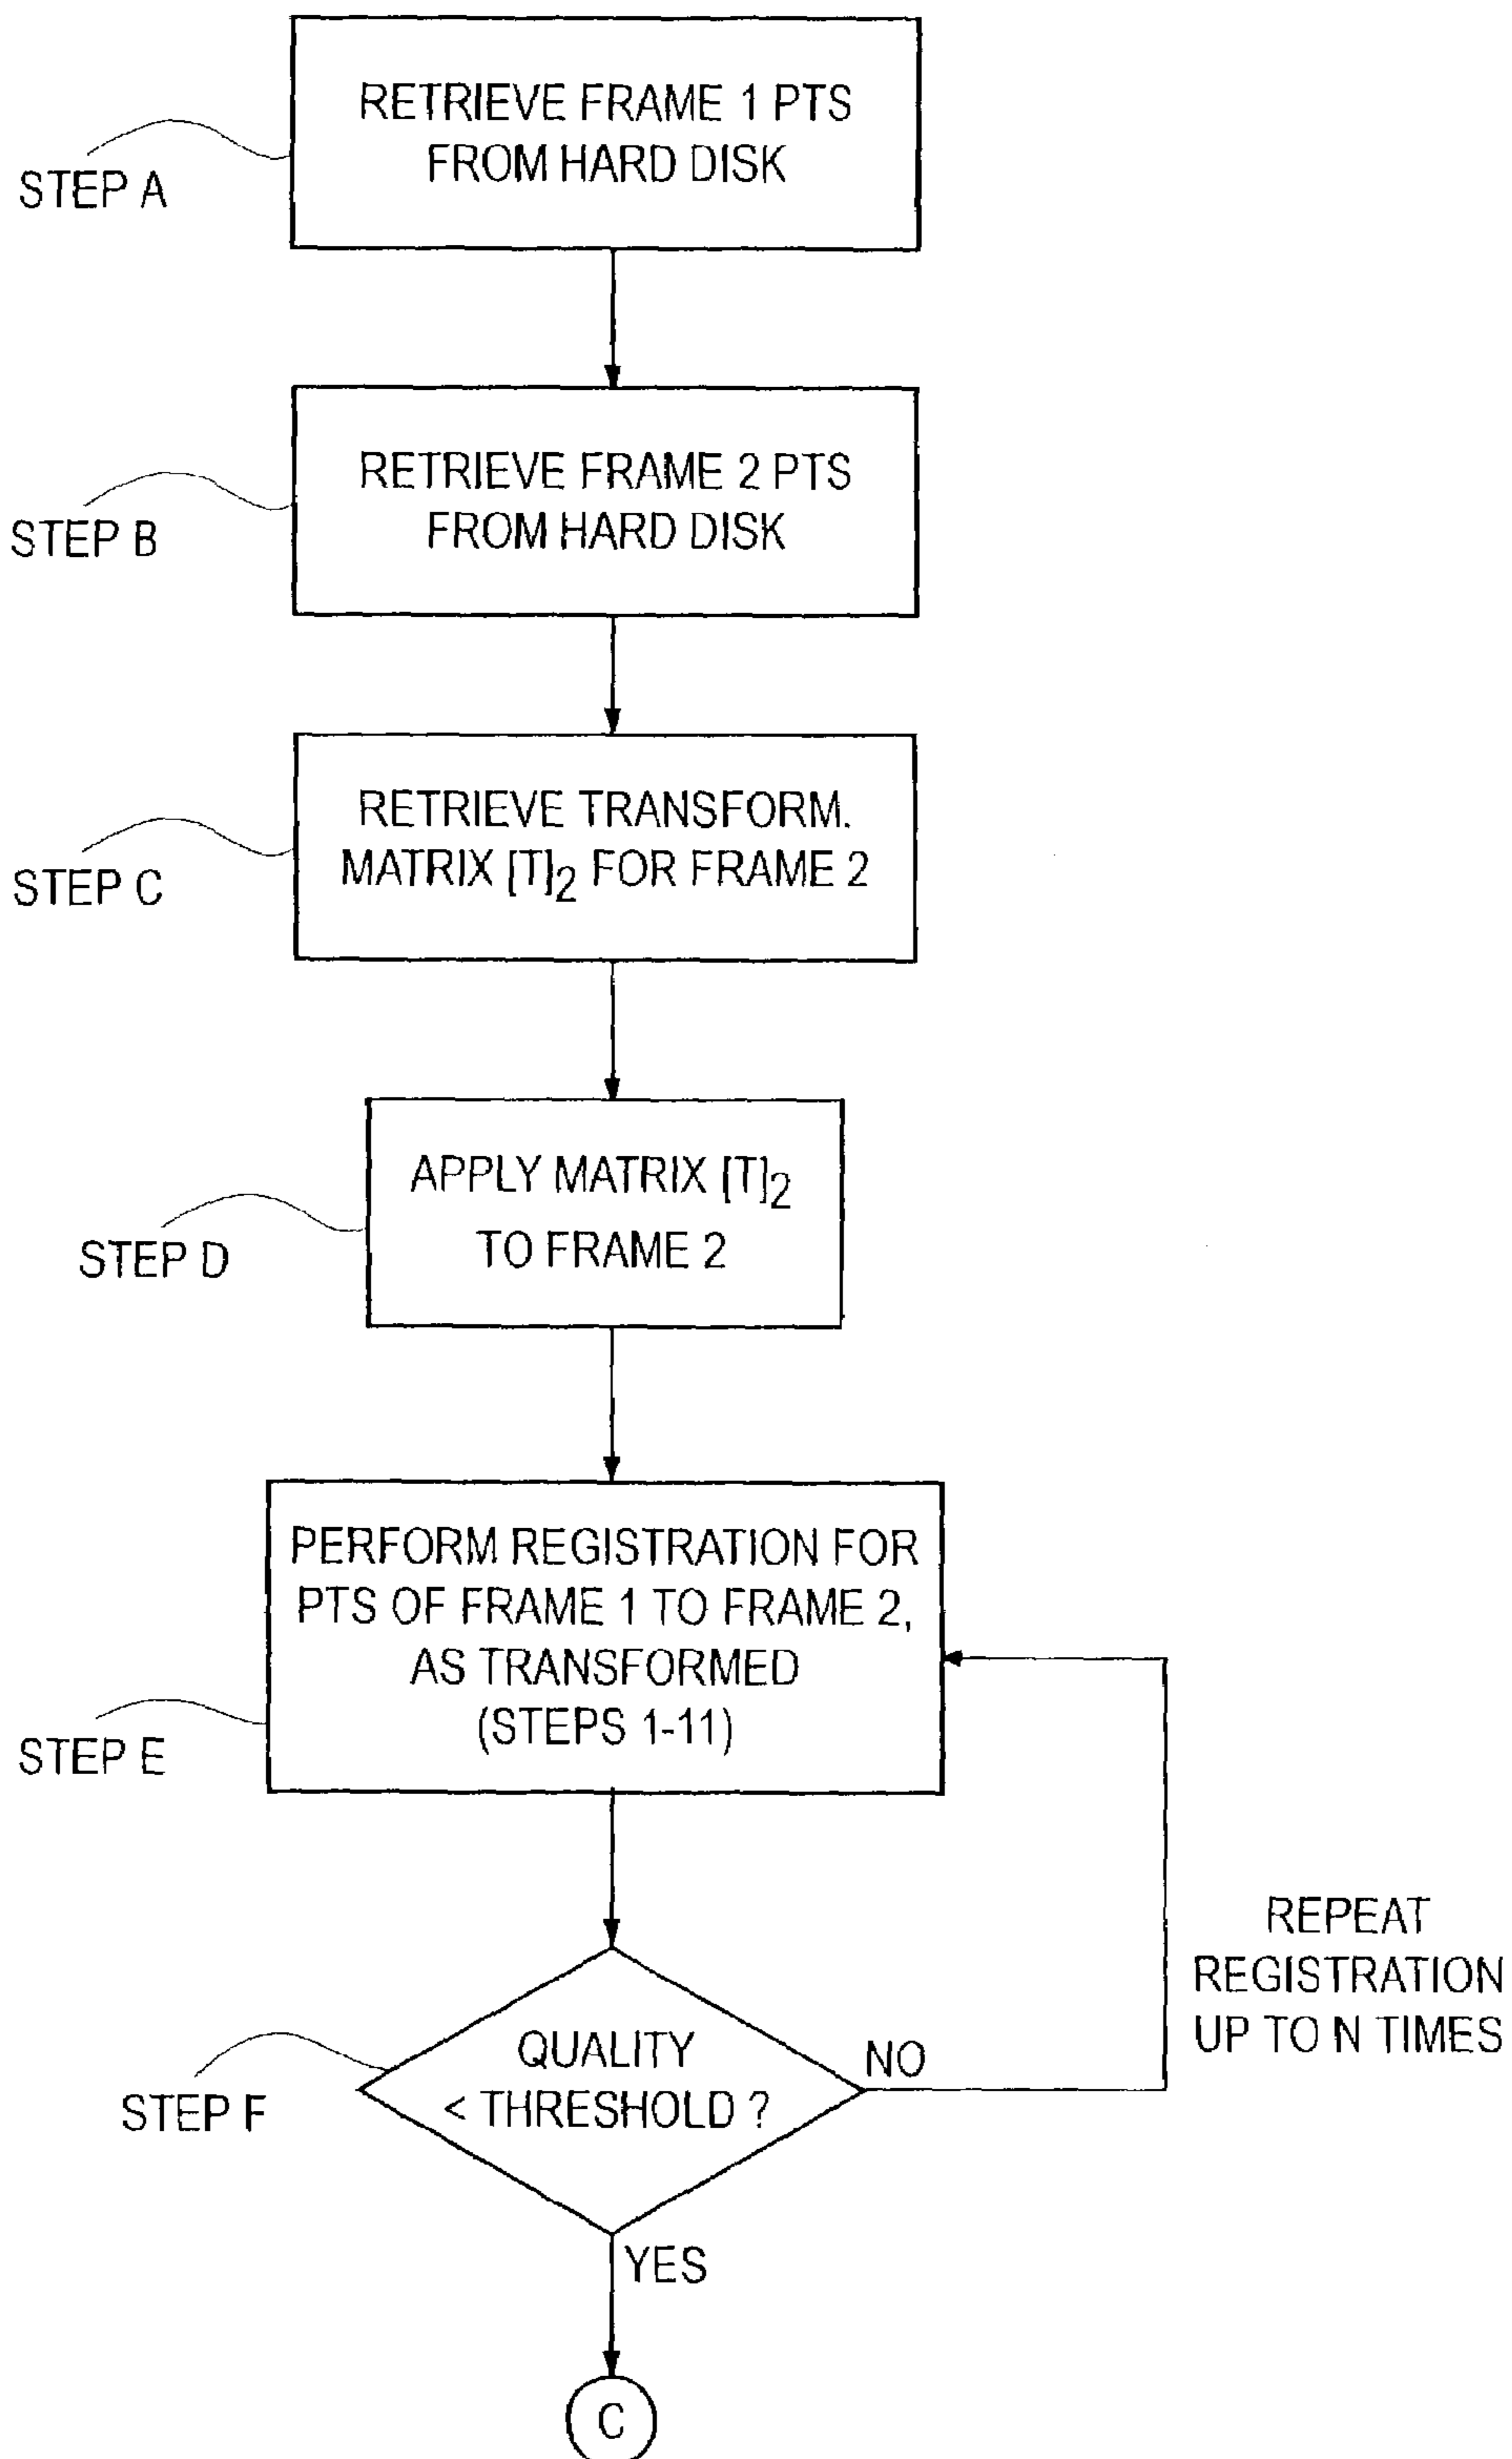 RETRIEVE FRAME 1 PTS
FROM HARD DISK
STEP A
RETRIEVE FRAME 2 PTS
FROM HARD DISK
STEP B
RETRIEVE TRANSFORM.
MATRIX [T]2 FOR FRAME 2
STEP C
APPLY MATRIX [T]2
TO FRAME 2
STEP D
PERFORM REGISTRATION FOR
PTS OF FRAME 1 TO FRAME 2,
AS TRANSFORMED
(STEPS 1-11)
STEP E
REPEAT
REGISTRATION
UP TO N TIMES
QUALITY
< THRESHOLD ?
NO
STEP F
YES
C